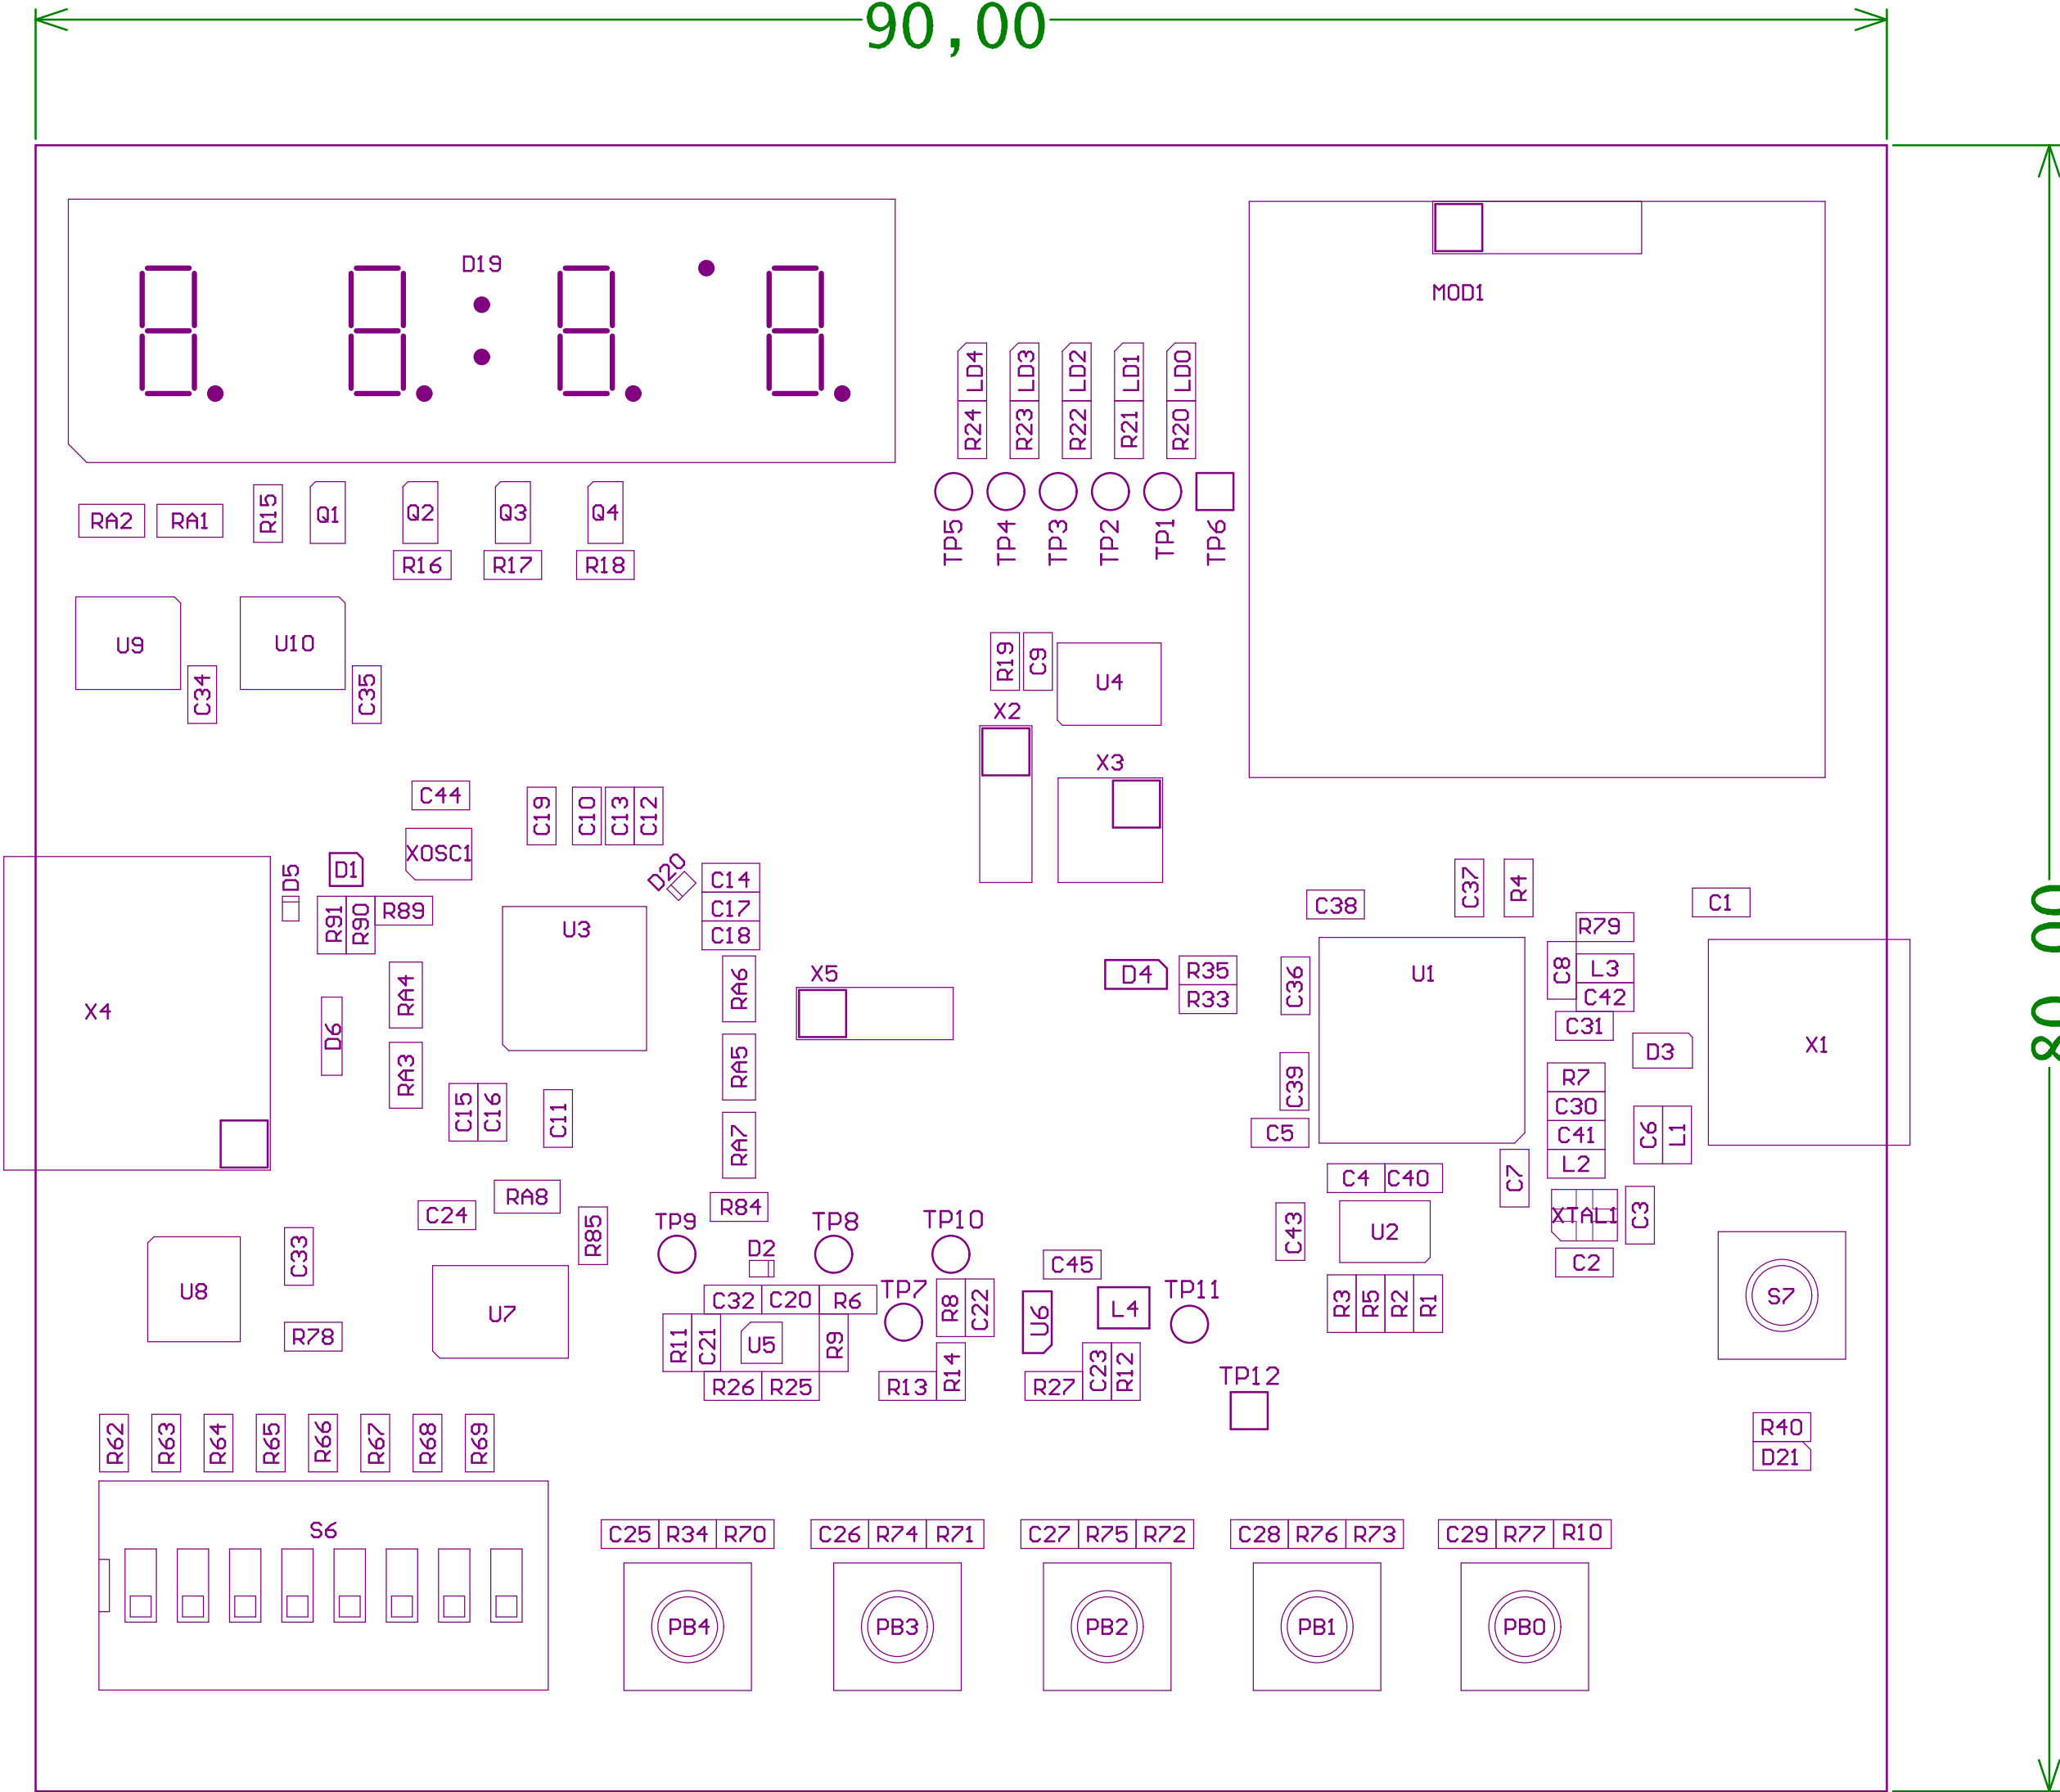 90,00
D19
MOD1
LD4 LD3 LD2 LD1 LD0
R24 R23 R22 R21 R20
RA2 RA1 R15 Q1 Q2 Q3 Q4
TP5 TP4 TP3 TP2 TP1 TP6
R16 R17 R18
U9 U10 R19 C9 U4
C34 C35 X2
X3
C44 C19 C10 C13 C12
XOSC1
D5 D1 D20 C14 C37 R4 C1
R91 R90 R89 C17 C38 80,00
U3 C18 R79
X5 D4 R35 U1 C8 L3
X4 RA4 RA6 R33 C36 C42
D6 C31
RA3 RA5 C39 R7 D3 X1
C15 C16 C11 RA7 C5 C30
C41 C6 L1
C4 C40 C7 L2
RA8 R84
C24 R85 TP9 TP8 TP10 C43 U2 XTAL1 C3
C33 D2 C45 C2
U8 U7 C32 C20 R6 TP7 R8 C22 U6 L4 TP11 R3 R5 R2 R1 S7
R78 R11 C21 U5 R9
R26 R25 R13 R14 R27 C23 R12 TP12
R62 R63 R64 R65 R66 R67 R68 R69 R40
D21
S6 C25 R34 R70 C26 R74 R71 C27 R75 R72 C28 R76 R73 C29 R77 R10
PB4 PB3 PB2 PB1 PB0